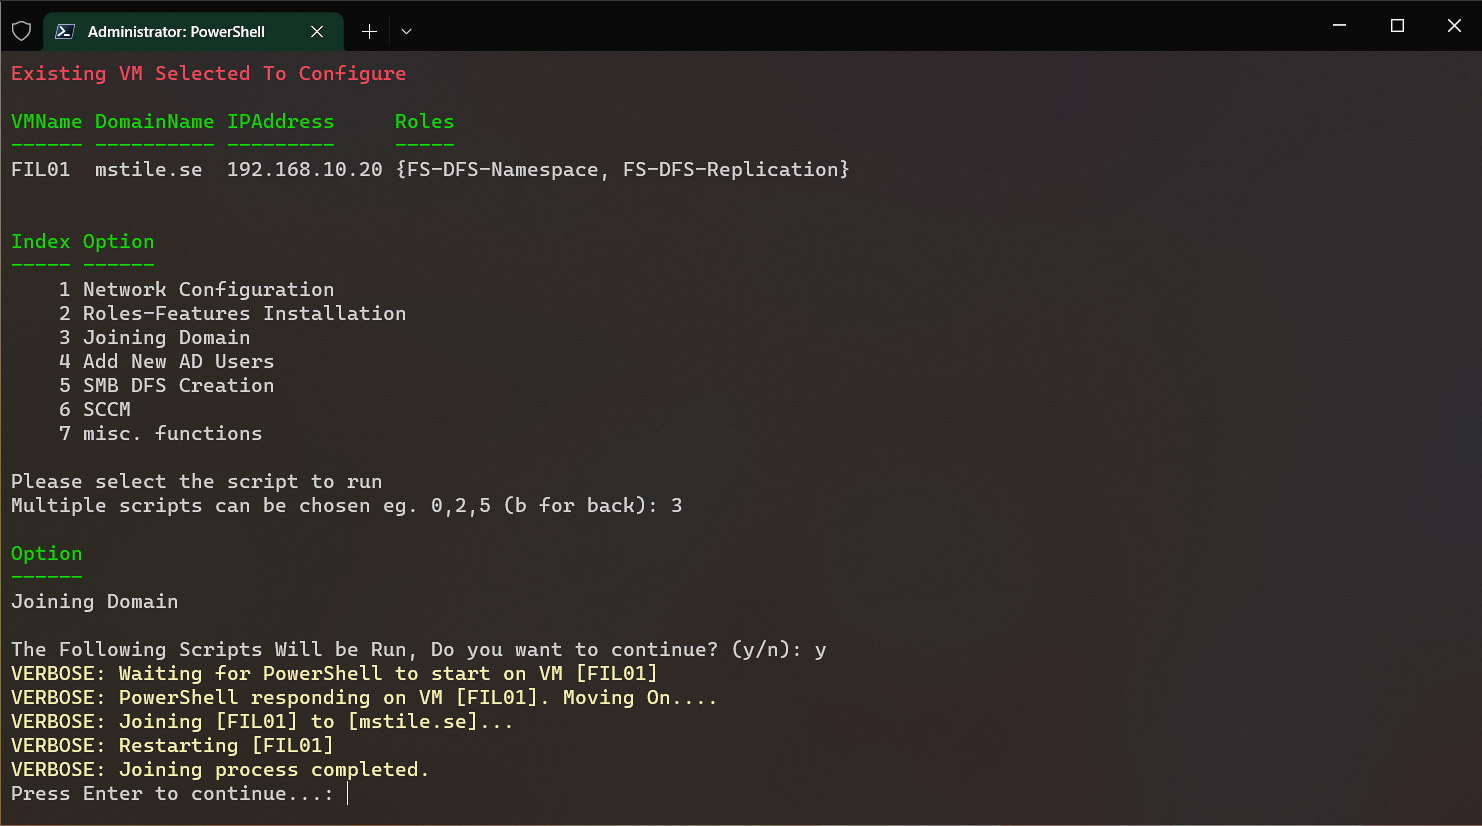 Administrator: PowerShell
Existing VM Selected To Configure
VMName DomainName IPAddress     Roles
------ ---------- ---------     -----
FIL01  mstile.se  192.168.10.20 {FS-DFS-Namespace, FS-DFS-Replication}
Index Option
----- ------
    1 Network Configuration
    2 Roles-Features Installation
    3 Joining Domain
    4 Add New AD Users
    5 SMB DFS Creation
    6 SCCM
    7 misc. functions
Please select the script to run
Multiple scripts can be chosen eg. 0,2,5 (b for back): 3
Option
------
Joining Domain
The Following Scripts Will be Run, Do you want to continue? (y/n): y
VERBOSE: Waiting for PowerShell to start on VM [FIL01]
VERBOSE: PowerShell responding on VM [FIL01]. Moving On....
VERBOSE: Joining [FIL01] to [mstile.se]...
VERBOSE: Restarting [FIL01]
VERBOSE: Joining process completed.
Press Enter to continue...: